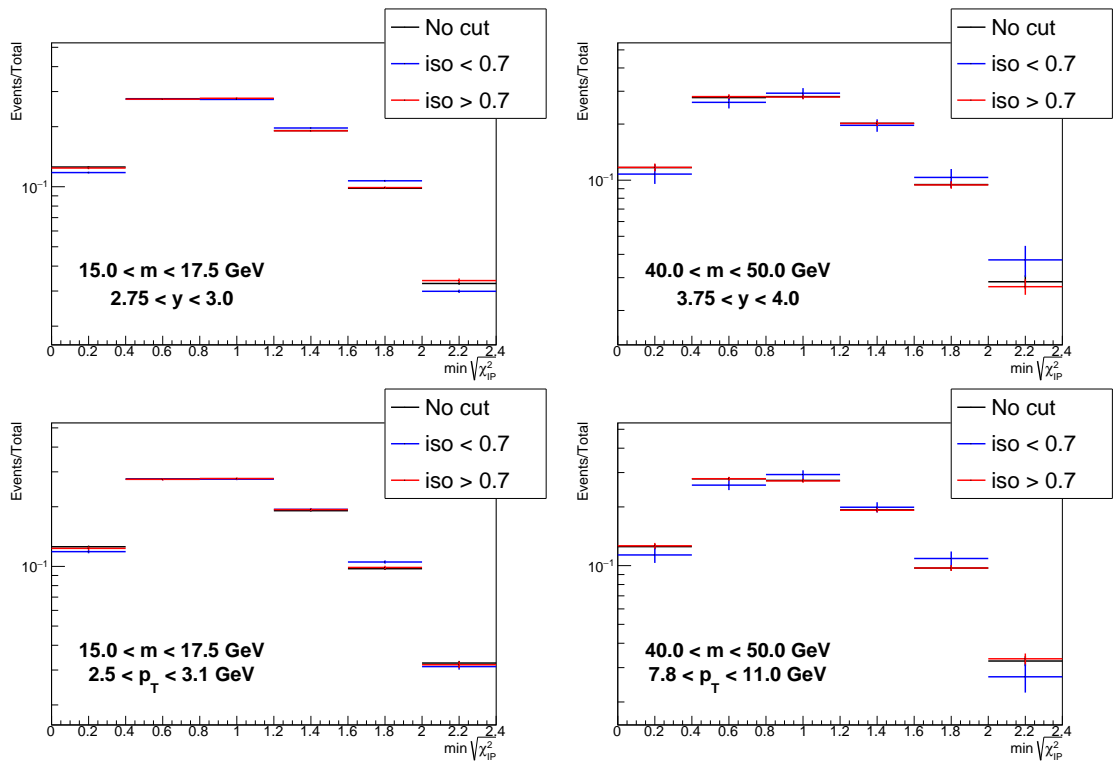 No cut
iso < 0.7
iso > 0.7
Events/Total
10⁻¹
15.0 < m < 17.5 GeV
2.75 < y < 3.0
0 0.2 0.4 0.6 0.8 1 1.2 1.4 1.6 1.8 2 2.2 2.4
min √χ²_IP
No cut
iso < 0.7
iso > 0.7
Events/Total
10⁻¹
40.0 < m < 50.0 GeV
3.75 < y < 4.0
0 0.2 0.4 0.6 0.8 1 1.2 1.4 1.6 1.8 2 2.2 2.4
min √χ²_IP
No cut
iso < 0.7
iso > 0.7
Events/Total
10⁻¹
15.0 < m < 17.5 GeV
2.5 < p_T < 3.1 GeV
0 0.2 0.4 0.6 0.8 1 1.2 1.4 1.6 1.8 2 2.2 2.4
min √χ²_IP
No cut
iso < 0.7
iso > 0.7
Events/Total
10⁻¹
40.0 < m < 50.0 GeV
7.8 < p_T < 11.0 GeV
0 0.2 0.4 0.6 0.8 1 1.2 1.4 1.6 1.8 2 2.2 2.4
min √χ²_IP